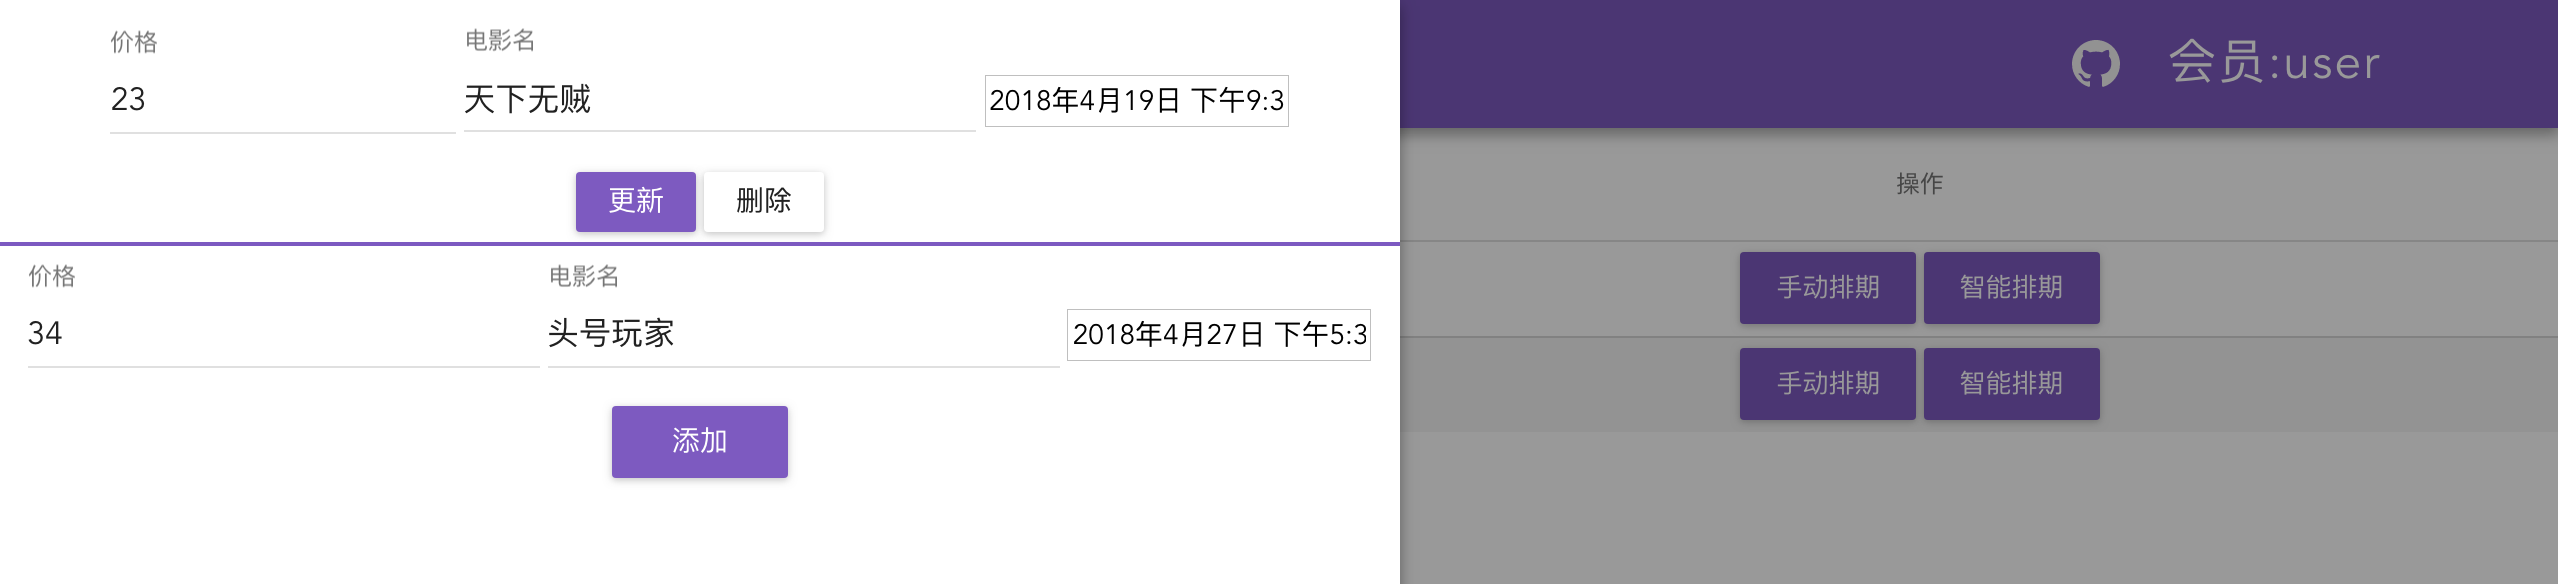 价格
电影名
23
天下无贼
2018年4月19日 下午9:3
更新
删除
价格
电影名
34
头号玩家
2018年4月27日 下午5:3
添加
会员:user
操作
手动排期
智能排期
手动排期
智能排期